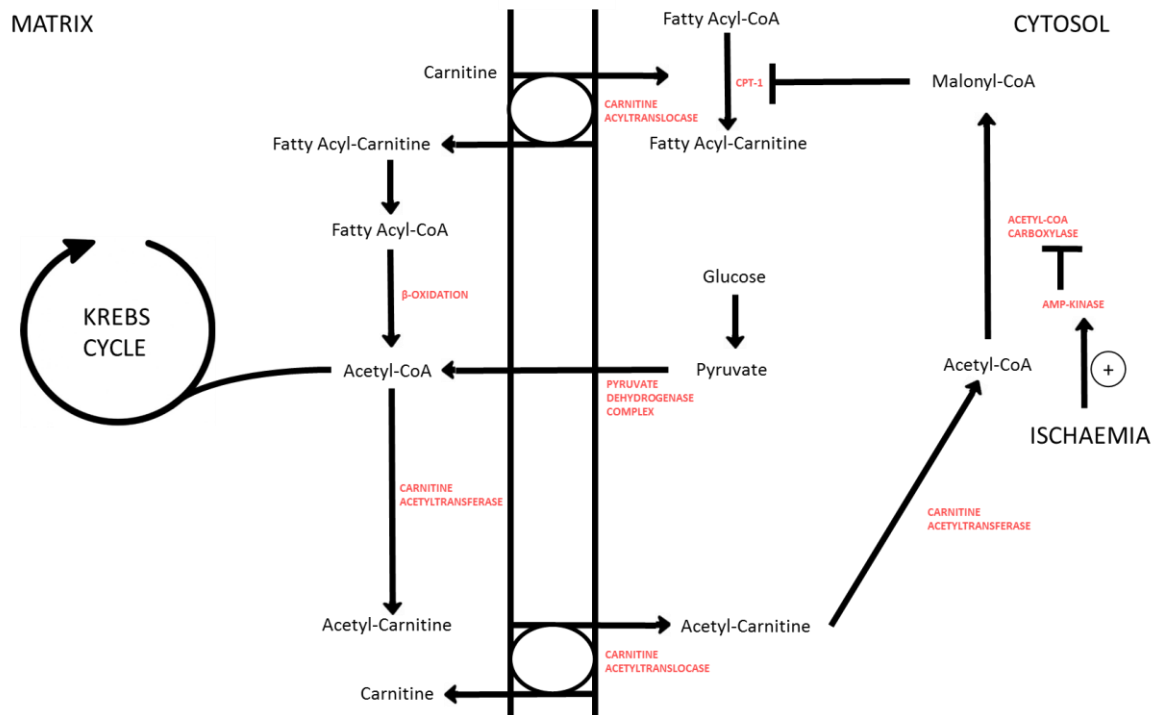 MATRIX
Fatty Acyl-CoA
CYTOSOL
Carnitine
CPT-1
Malonyl-CoA
CARNITINE
ACYLTRANSLOCASE
Fatty Acyl-Carnitine
Fatty Acyl-Carnitine
Fatty Acyl-CoA
ACETYL-COA
CARBOXYLASE
Glucose
β-OXIDATION
AMP-KINASE
KREBS
CYCLE
Acetyl-CoA
Pyruvate
Acetyl-CoA
+
PYRUVATE
DEHYDROGENASE
COMPLEX
ISCHAEMIA
CARNITINE
ACETYLTRANSFERASE
CARNITINE
ACETYLTRANSFERASE
Acetyl-Carnitine
Acetyl-Carnitine
CARNITINE
ACETYLTRANSLOCASE
Carnitine